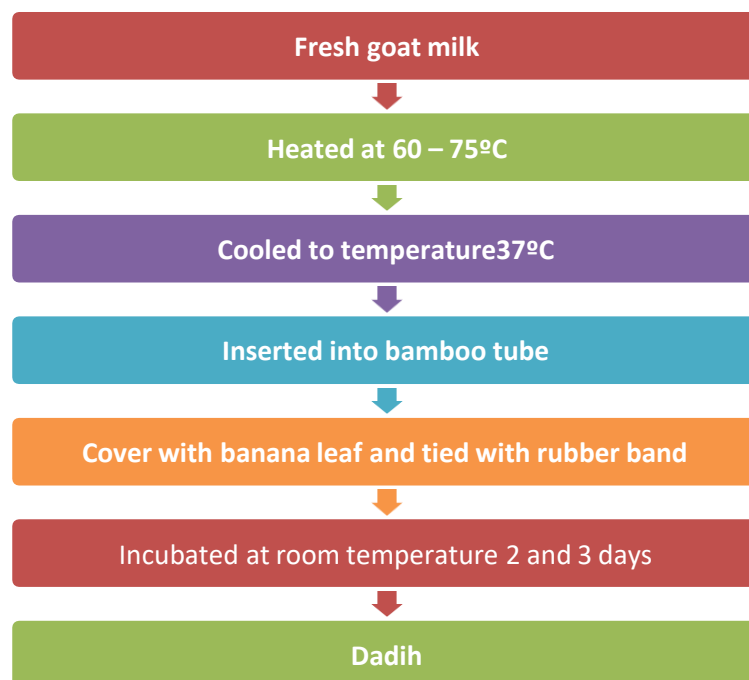 Fresh goat milk
Heated at 60 – 75ºC
Cooled to temperature37ºC
Inserted into bamboo tube
Cover with banana leaf and tied with rubber band
Incubated at room temperature 2 and 3 days
Dadih